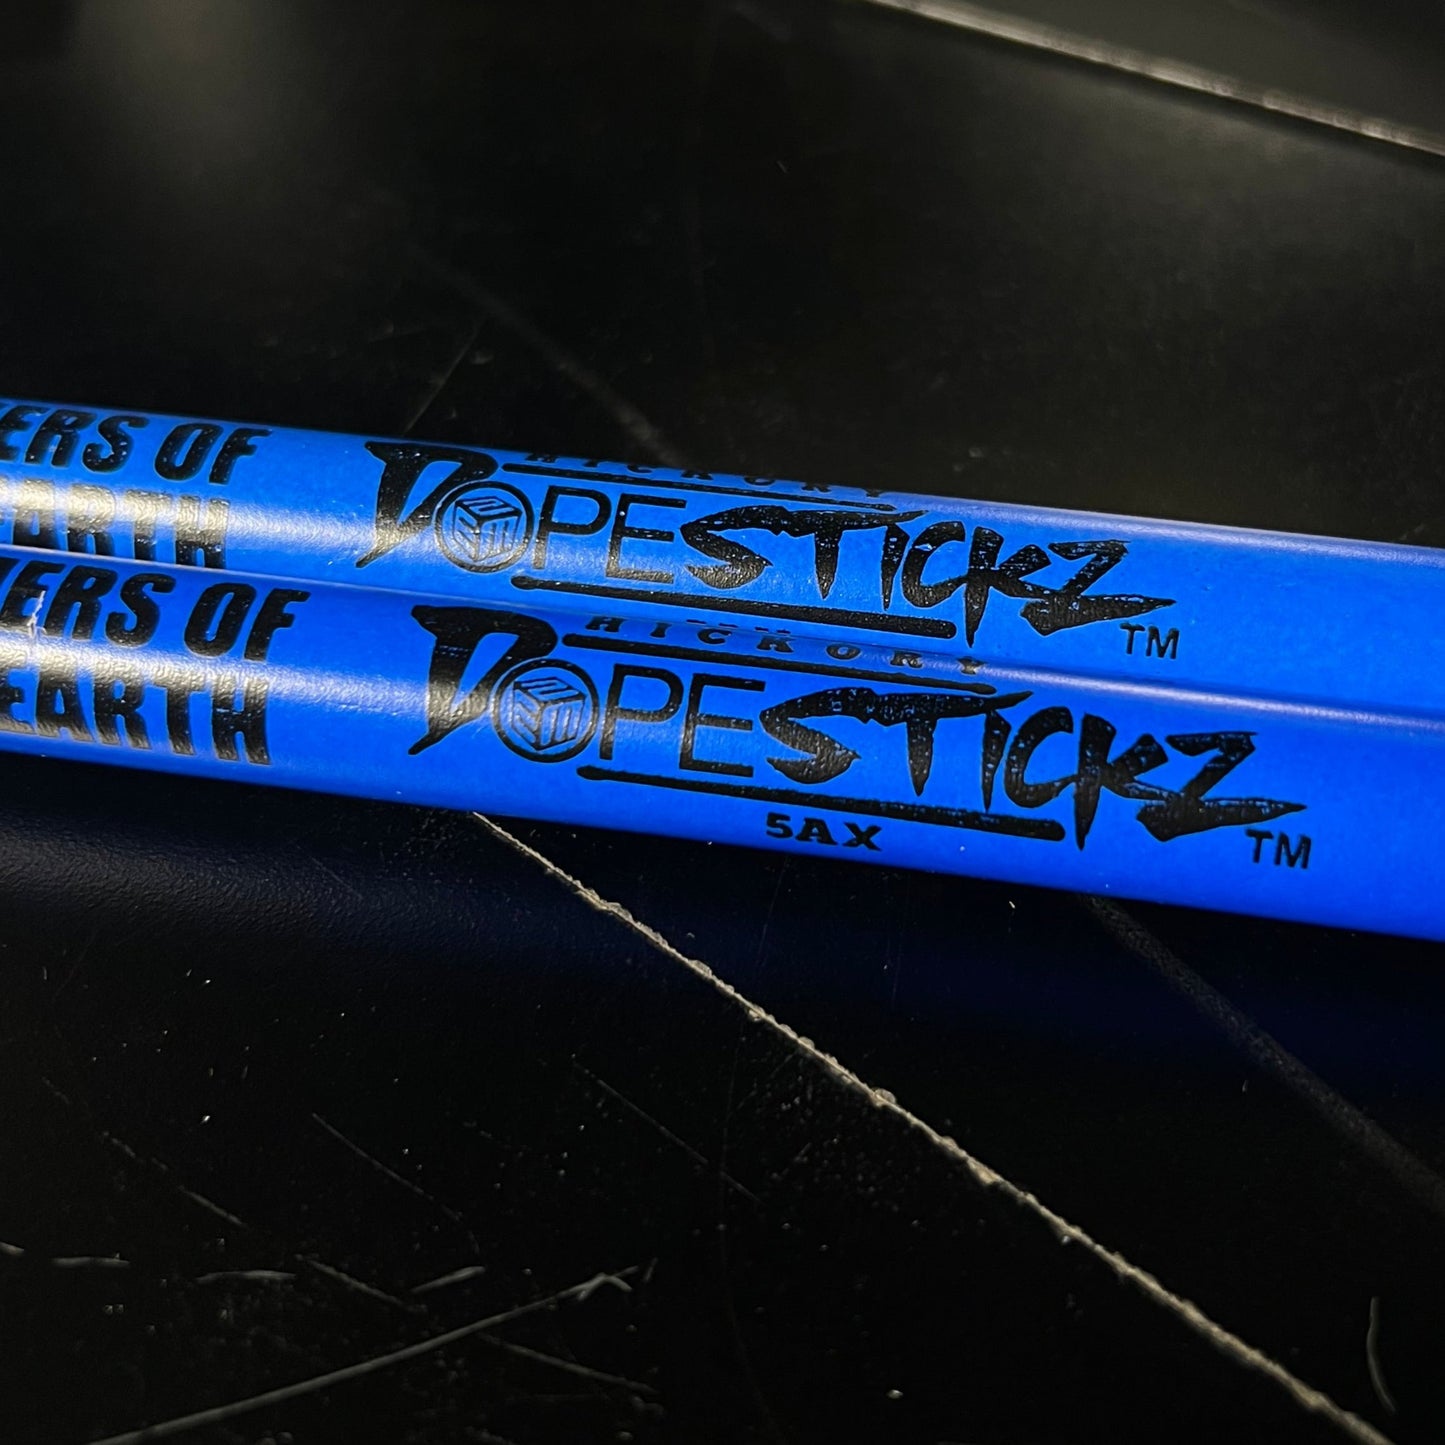 ERS OF
EARTH
HICKORY
DOPESTICKZ
TM
ERS OF
EARTH
HICKORY
DOPESTICKZ
5AX
TM